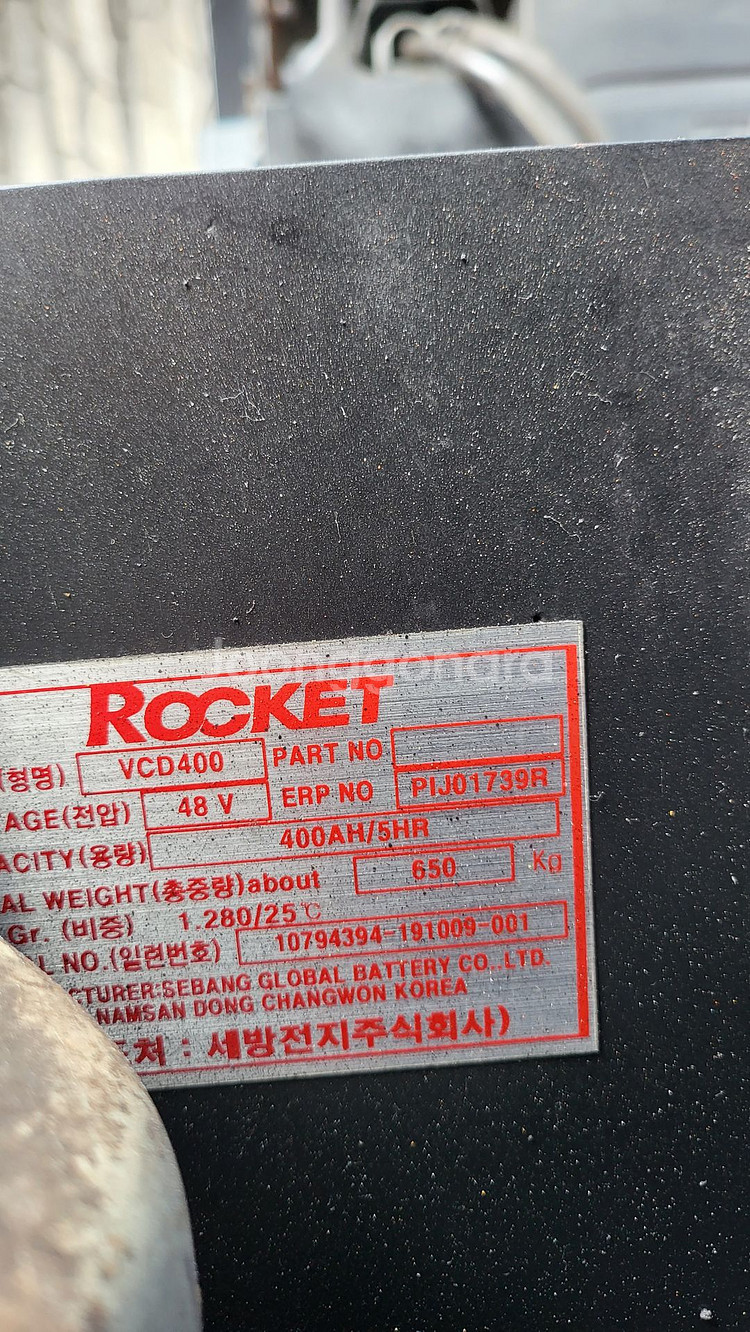 Joonggonara
ROCKET
(형명) VCD400 PART NO
AGE(전압) 48 V ERP NO PIJ01739R
ACITY(용량) 400AH/5HR
AL WEIGHT(총중량)about 650 Kg
Gr. (비중) 1.280/25℃
L NO.(일련번호) 10794394-191009-001
CTURER:SEBANG GLOBAL BATTERY CO.,LTD.
NAMSAN DONG CHANGWON KOREA
처 : 세방전지주식회사)